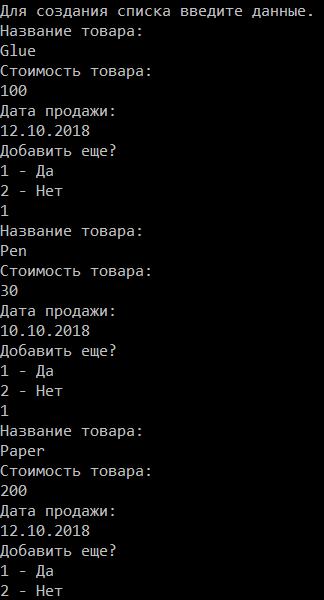 Для создания списка введите данные.
Название товара:
Glue
Стоимость товара:
100
Дата продажи:
12.10.2018
Добавить еще?
1 - Да
2 - Нет
1
Название товара:
Pen
Стоимость товара:
30
Дата продажи:
10.10.2018
Добавить еще?
1 - Да
2 - Нет
1
Название товара:
Paper
Стоимость товара:
200
Дата продажи:
12.10.2018
Добавить еще?
1 - Да
2 - Нет